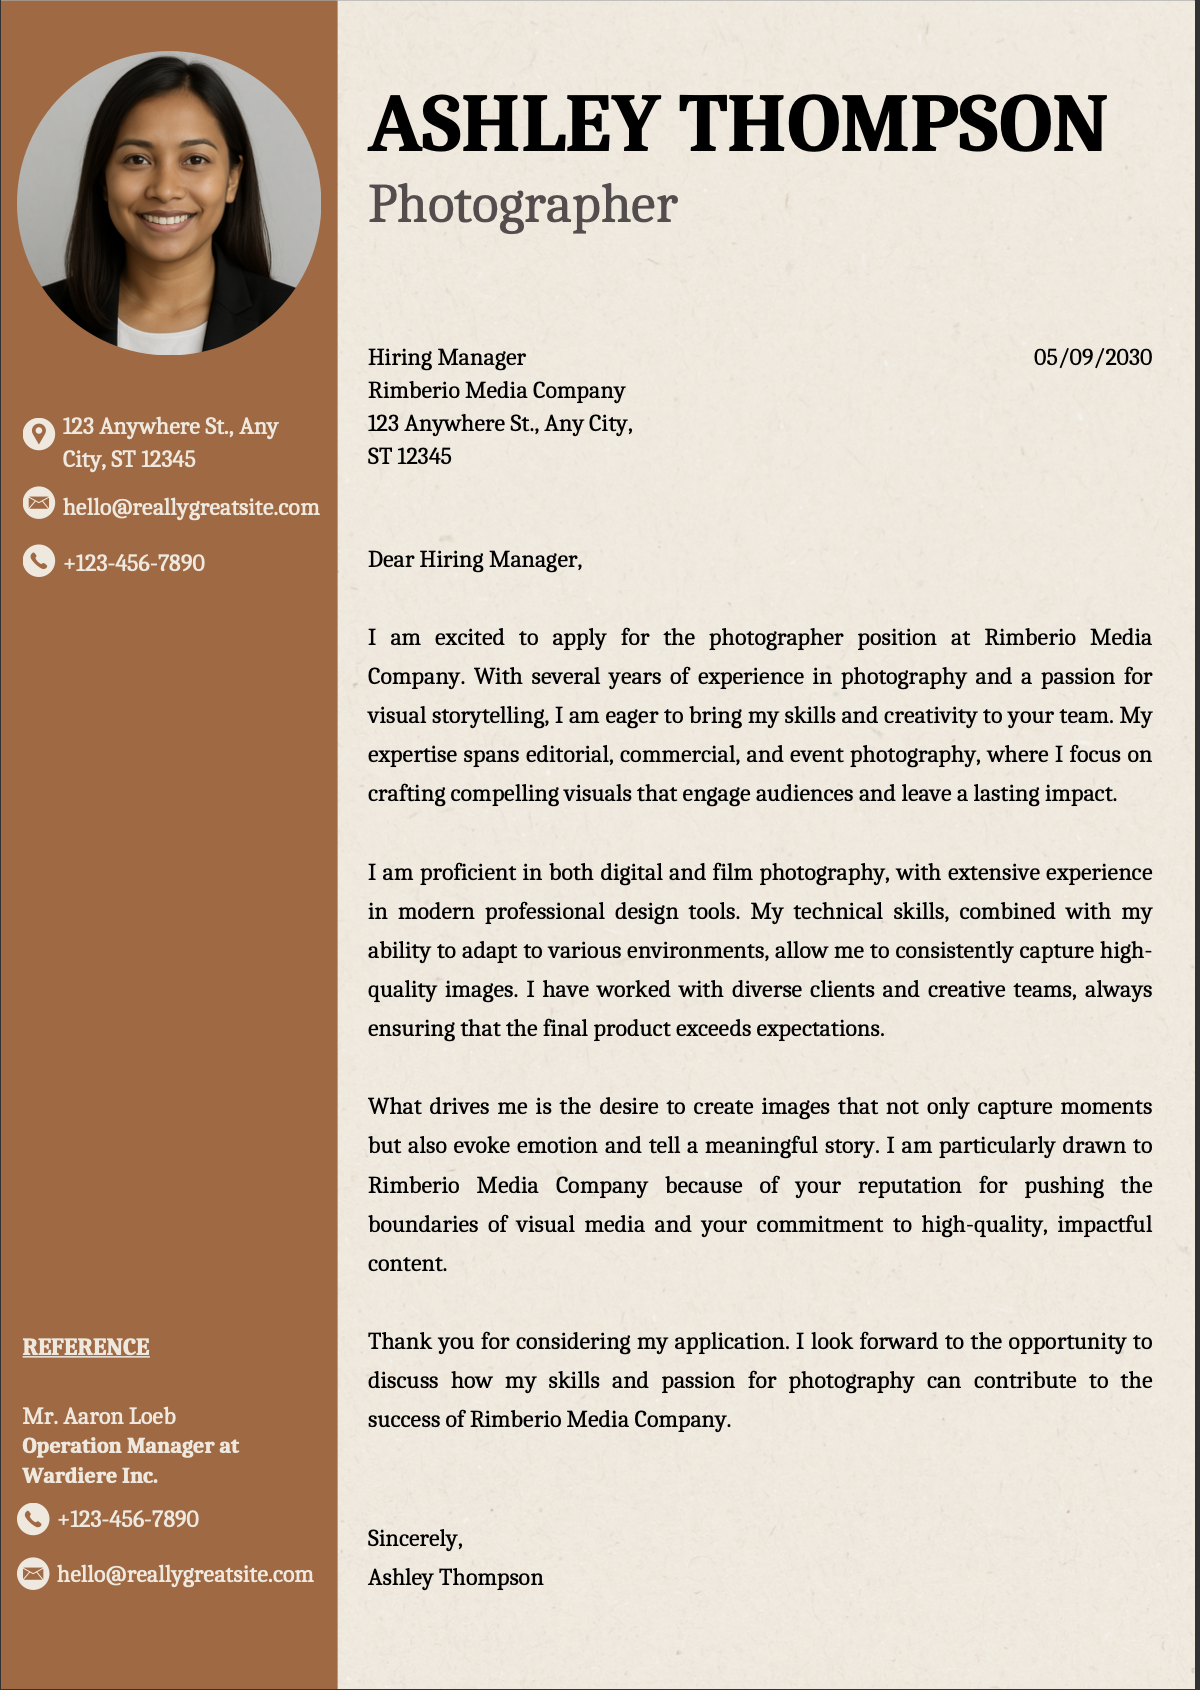 ASHLEY THOMPSON
Photographer
123 Anywhere St., Any
City, ST 12345
hello@reallygreatsite.com
+123-456-7890
Hiring Manager
05/09/2030
Rimberio Media Company
123 Anywhere St., Any City,
ST 12345
Dear Hiring Manager,
I am excited to apply for the photographer position at Rimberio Media
Company. With several years of experience in photography and a passion for
visual storytelling, I am eager to bring my skills and creativity to your team. My
expertise spans editorial, commercial, and event photography, where I focus on
crafting compelling visuals that engage audiences and leave a lasting impact.
I am proficient in both digital and film photography, with extensive experience
in modern professional design tools. My technical skills, combined with my
ability to adapt to various environments, allow me to consistently capture high-
quality images. I have worked with diverse clients and creative teams, always
ensuring that the final product exceeds expectations.
What drives me is the desire to create images that not only capture moments
but also evoke emotion and tell a meaningful story. I am particularly drawn to
Rimberio Media Company because of your reputation for pushing the
boundaries of visual media and your commitment to high-quality, impactful
content.
Thank you for considering my application. I look forward to the opportunity to
discuss how my skills and passion for photography can contribute to the
success of Rimberio Media Company.
Sincerely,
Ashley Thompson
REFERENCE
Mr. Aaron Loeb
Operation Manager at
Wardiere Inc.
+123-456-7890
hello@reallygreatsite.com